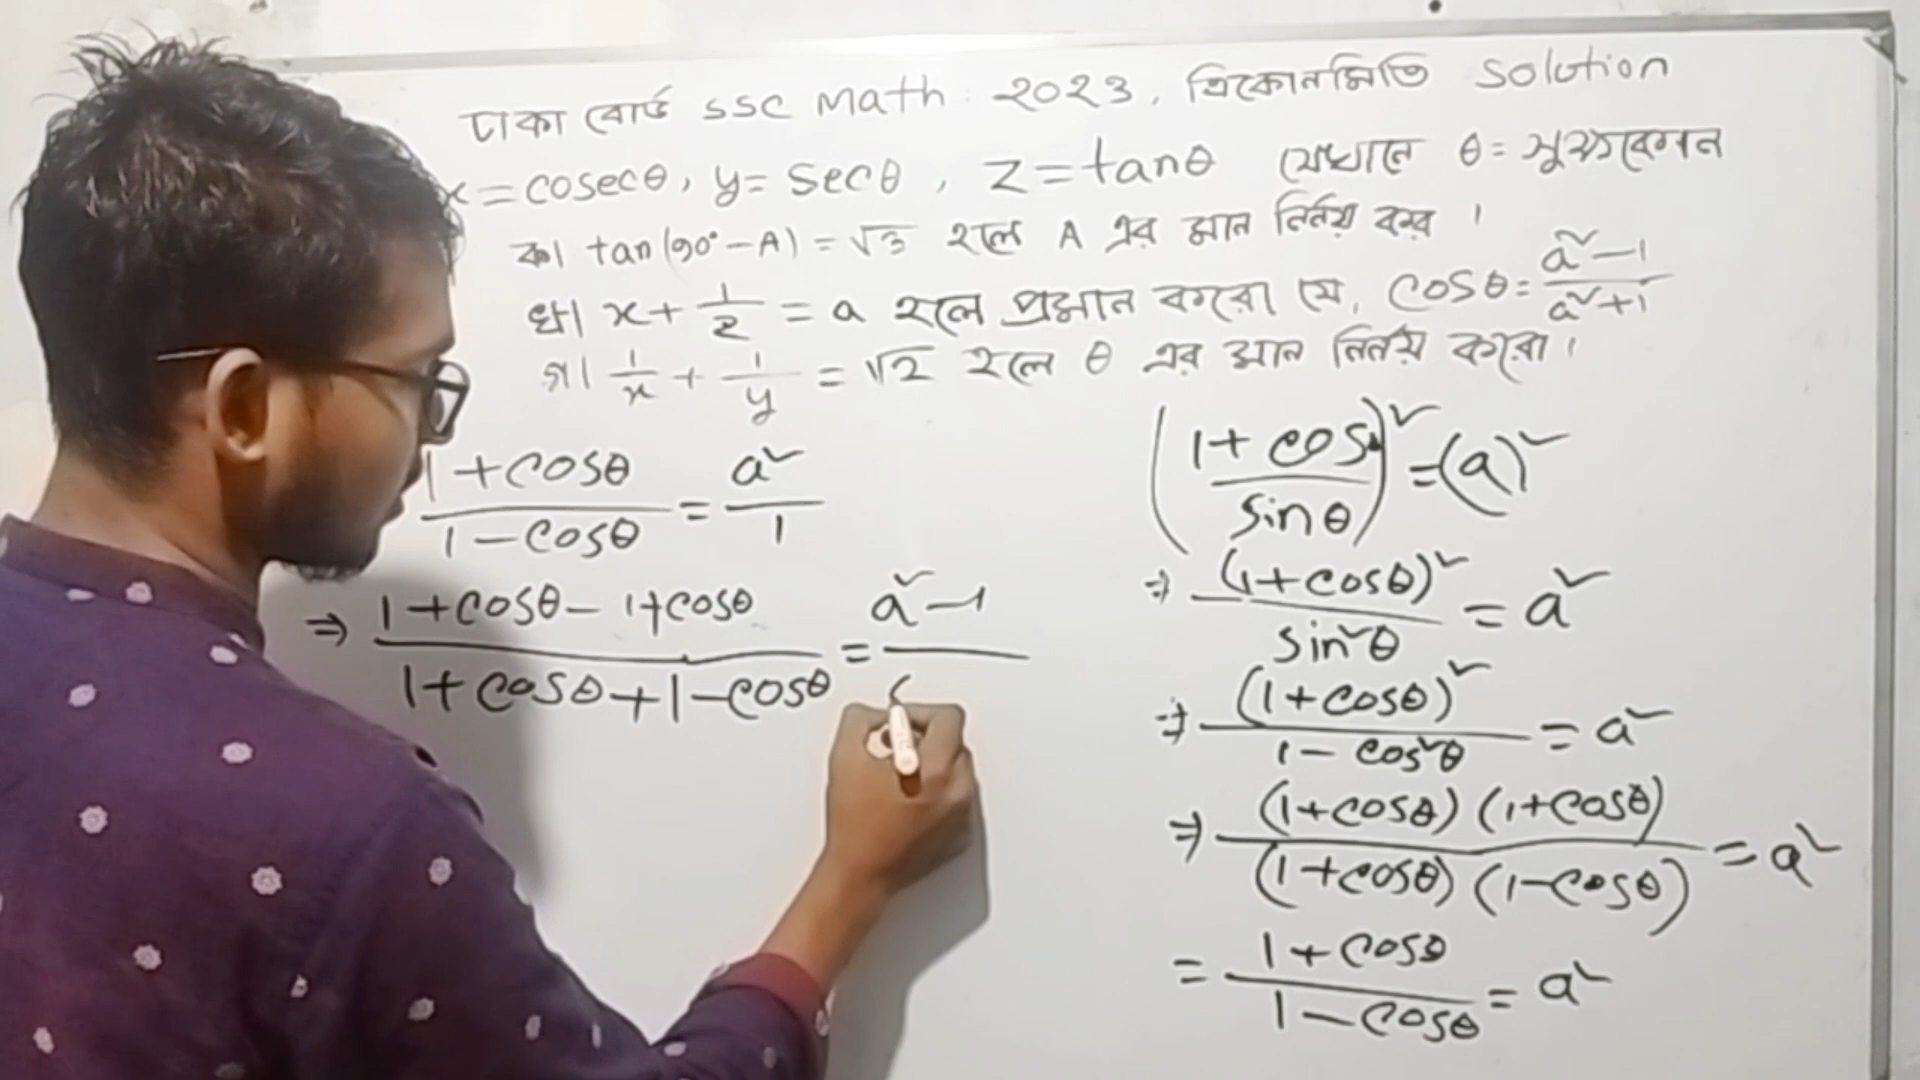 ঢাকা বোর্ড SSC Math 2023, ত্রিকোনমিতি Solution
x = cosecθ, y = secθ, z = tanθ যেখানে θ = সূক্ষ্মকোন
ক। tan(90° - A) = √3 হলে A এর মান নির্নয় কর।
খ। x + 1/z = a হলে প্রমান করো যে, cosθ = a²-1/a²+1
গ। 1/x + 1/y = √2 হলে θ এর মান নির্নয় করো।
1+cosθ/1-cosθ = a²/1
⇒ 1+cosθ-1+cosθ/1+cosθ+1-cosθ = a²-1/
(1+cosθ/sinθ)² = (a)²
⇒ (1+cosθ)²/sin²θ = a²
⇒ (1+cosθ)²/1-cos²θ = a²
⇒ (1+cosθ)(1+cosθ)/(1+cosθ)(1-cosθ) = a²
= 1+cosθ/1-cosθ = a²